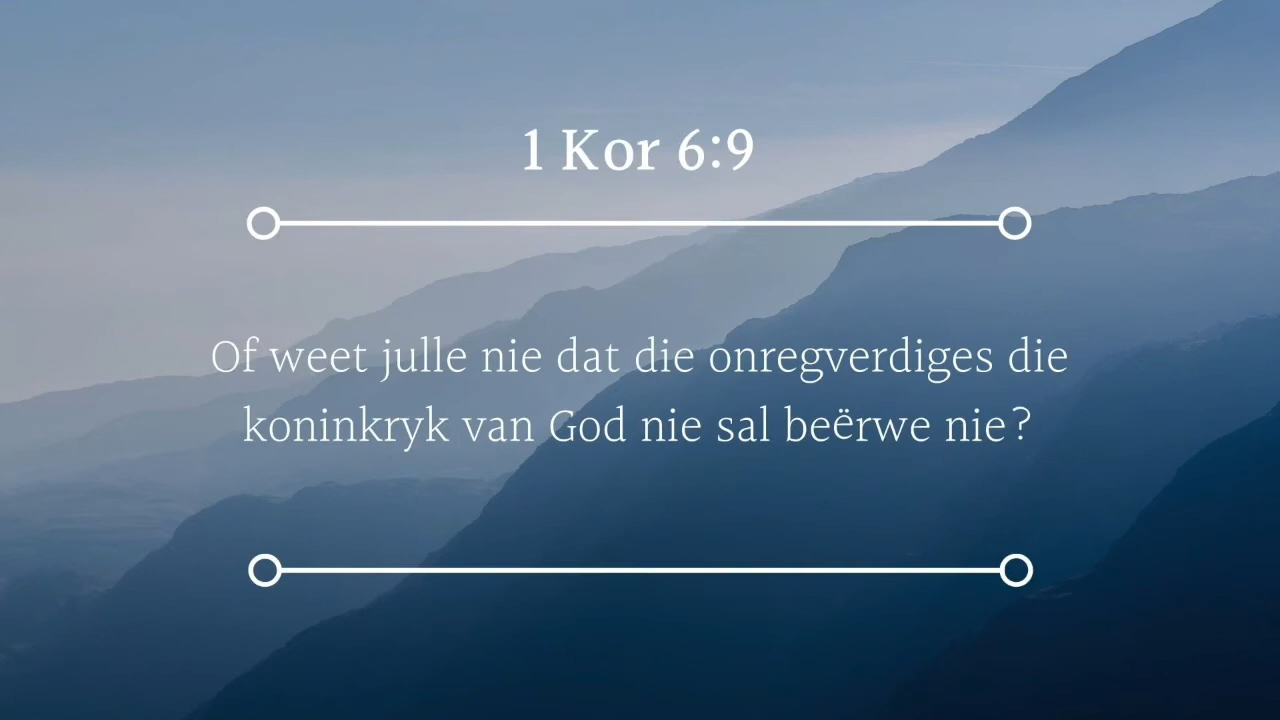 1 Kor 6:9
Of weet julle nie dat die onregverdiges die
koninkryk van God nie sal beërwe nie?